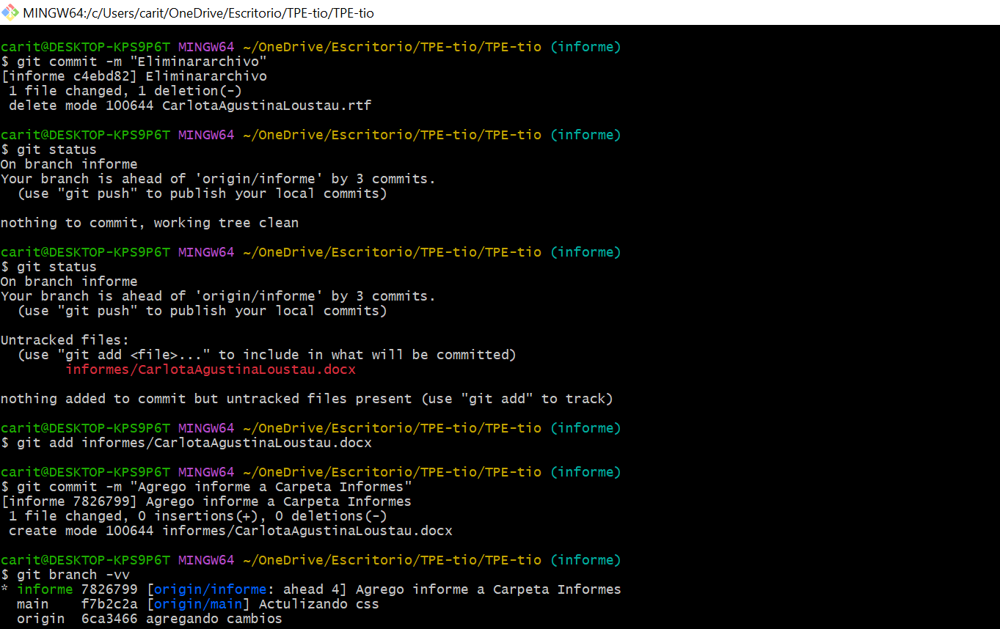 MINGW64:/c/Users/carit/OneDrive/Escritorio/TPE-tio/TPE-tio
carit@DESKTOP-KPS9P6T MINGW64 ~/OneDrive/Escritorio/TPE-tio/TPE-tio (informe)
$ git commit -m "Eliminararchivo"
[informe c4ebd82] Eliminararchivo
 1 file changed, 1 deletion(-)
 delete mode 100644 CarlotaAgustinaLoustau.rtf

carit@DESKTOP-KPS9P6T MINGW64 ~/OneDrive/Escritorio/TPE-tio/TPE-tio (informe)
$ git status
On branch informe
Your branch is ahead of 'origin/informe' by 3 commits.
  (use "git push" to publish your local commits)

nothing to commit, working tree clean

carit@DESKTOP-KPS9P6T MINGW64 ~/OneDrive/Escritorio/TPE-tio/TPE-tio (informe)
$ git status
On branch informe
Your branch is ahead of 'origin/informe' by 3 commits.
  (use "git push" to publish your local commits)

Untracked files:
  (use "git add <file>..." to include in what will be committed)
        informes/CarlotaAgustinaLoustau.docx

nothing added to commit but untracked files present (use "git add" to track)

carit@DESKTOP-KPS9P6T MINGW64 ~/OneDrive/Escritorio/TPE-tio/TPE-tio (informe)
$ git add informes/CarlotaAgustinaLoustau.docx

carit@DESKTOP-KPS9P6T MINGW64 ~/OneDrive/Escritorio/TPE-tio/TPE-tio (informe)
$ git commit -m "Agrego informe a Carpeta Informes"
[informe 7826799] Agrego informe a Carpeta Informes
 1 file changed, 0 insertions(+), 0 deletions(-)
 create mode 100644 informes/CarlotaAgustinaLoustau.docx

carit@DESKTOP-KPS9P6T MINGW64 ~/OneDrive/Escritorio/TPE-tio/TPE-tio (informe)
$ git branch -vv
* informe 7826799 [origin/informe: ahead 4] Agrego informe a Carpeta Informes
  main    f7b2c2a [origin/main] Actulizando css
  origin  6ca3466 agregando cambios